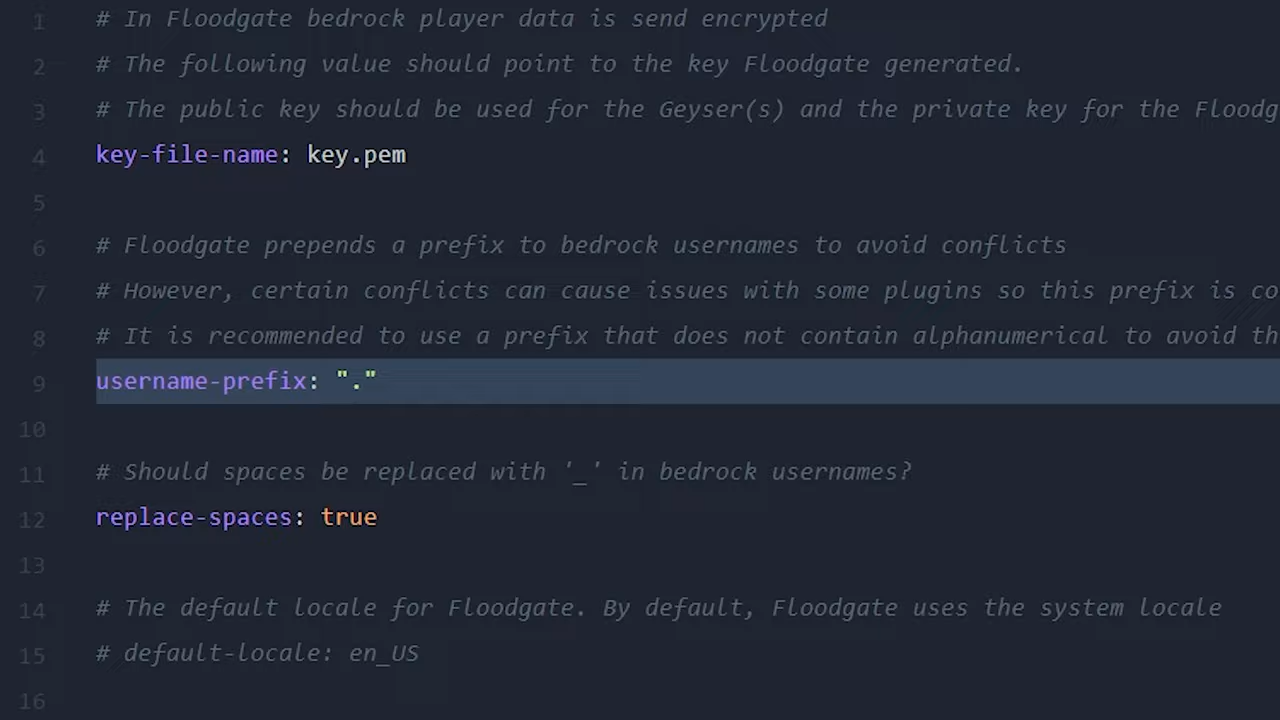 1 # In Floodgate bedrock player data is send encrypted
2 # The following value should point to the key Floodgate generated.
3 # The public key should be used for the Geyser(s) and the private key for the Floodg
4 key-file-name: key.pem
5
6 # Floodgate prepends a prefix to bedrock usernames to avoid conflicts
7 # However, certain conflicts can cause issues with some plugins so this prefix is co
8 # It is recommended to use a prefix that does not contain alphanumerical to avoid th
9 username-prefix: "."
10
11 # Should spaces be replaced with '_' in bedrock usernames?
12 replace-spaces: true
13
14 # The default locale for Floodgate. By default, Floodgate uses the system locale
15 # default-locale: en_US
16